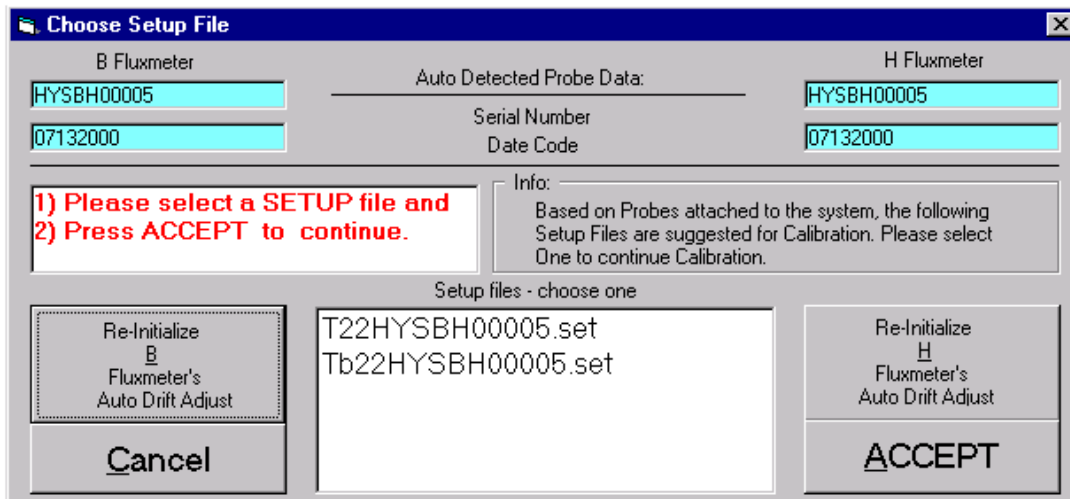 Choose Setup File
B Fluxmeter
HYSBH00005
07132000
Auto Detected Probe Data:
Serial Number
Date Code
H Fluxmeter
HYSBH00005
07132000
1) Please select a SETUP file and
2) Press ACCEPT to continue.
Info:
Based on Probes attached to the system, the following
Setup Files are suggested for Calibration. Please select
One to continue Calibration.
Setup files - choose one
T22HYSBH00005.set
Tb22HYSBH00005.set
Re-Initialize
B
Fluxmeter's
Auto Drift Adjust
Cancel
Re-Initialize
H
Fluxmeter's
Auto Drift Adjust
ACCEPT